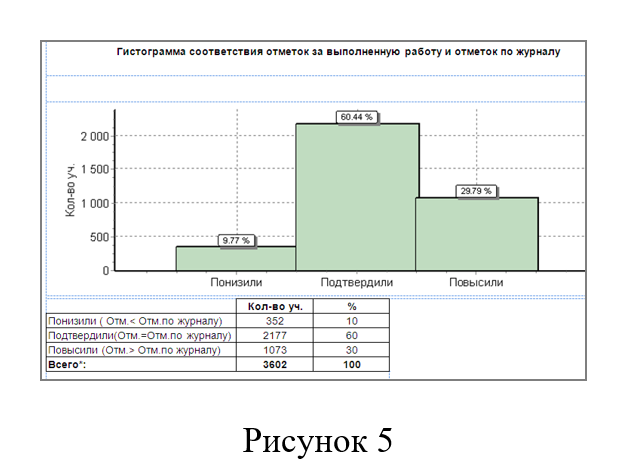 Гистограмма соответствия отметок за выполненную работу и отметок по журналу
Кол-во уч.
2 000
1 500
1 000
500
0
60.44 %
29.79 %
9.77 %
Понизили Подтвердили Повысили
Кол-во уч. %
Понизили ( Отм.< Отм.по журналу) 352 10
Подтвердили(Отм.=Отм.по журналу) 2177 60
Повысили (Отм.> Отм.по журналу) 1073 30
Всего*: 3602 100
Рисунок 5